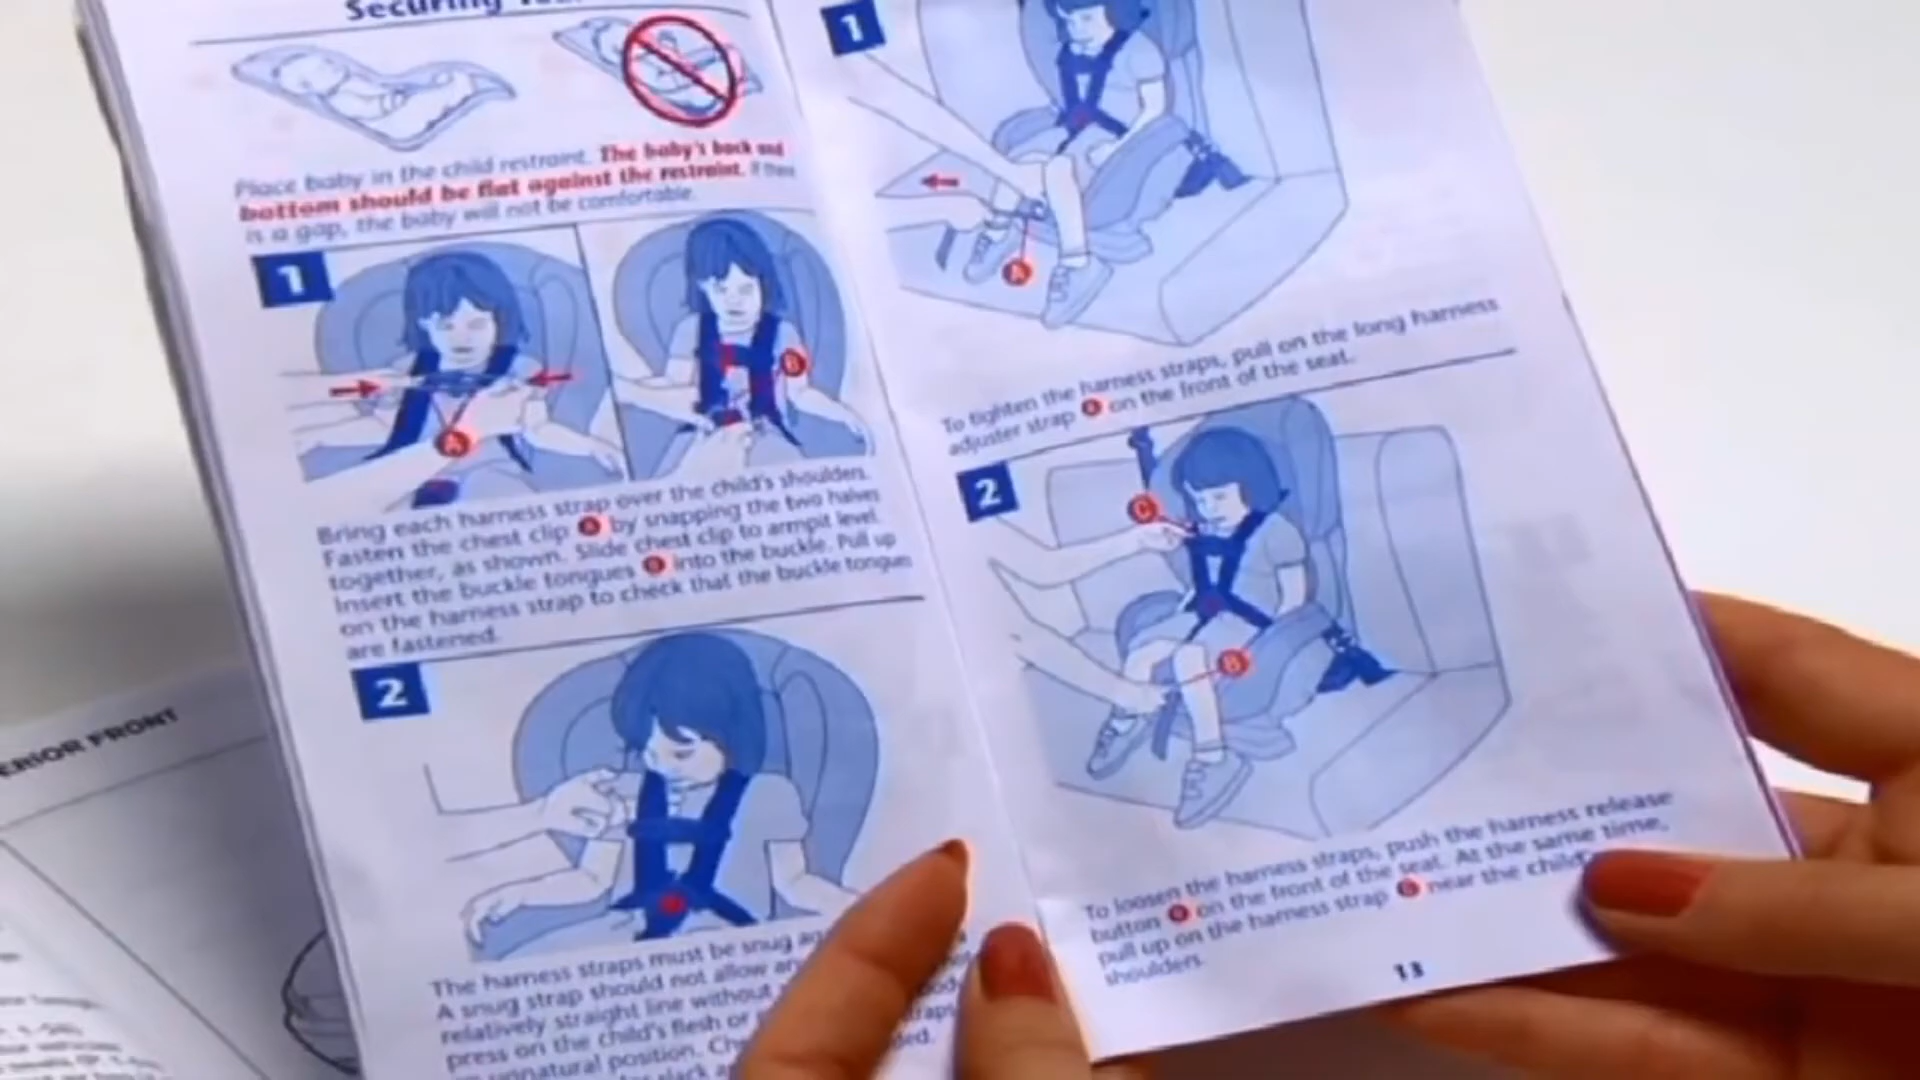 Securing
Place baby in the child restraint. The baby's back and
bottom should be flat against the restraint. If there
is a gap, the baby will not be comfortable.
1
A
B
Bring each harness strap over the child's shoulders.
Fasten the chest clip A by snapping the two halves
together, as shown. Slide chest clip to armpit level.
Insert the buckle tongues B into the buckle. Pull up
on the harness strap to check that the buckle tongues
are fastened.
2
The harness straps must be snug
A snug strap should not allow
relatively straight line without
press on the child's flesh or
unnatural position.
slack
1
A
To tighten the harness straps, pull on the long harness
adjuster strap A on the front of the seat.
2
C
B
To loosen the harness straps, push the harness release
button B on the front of the seat. At the same time,
pull up on the harness strap C near the child's
shoulders.
13
ERIOR FRONT